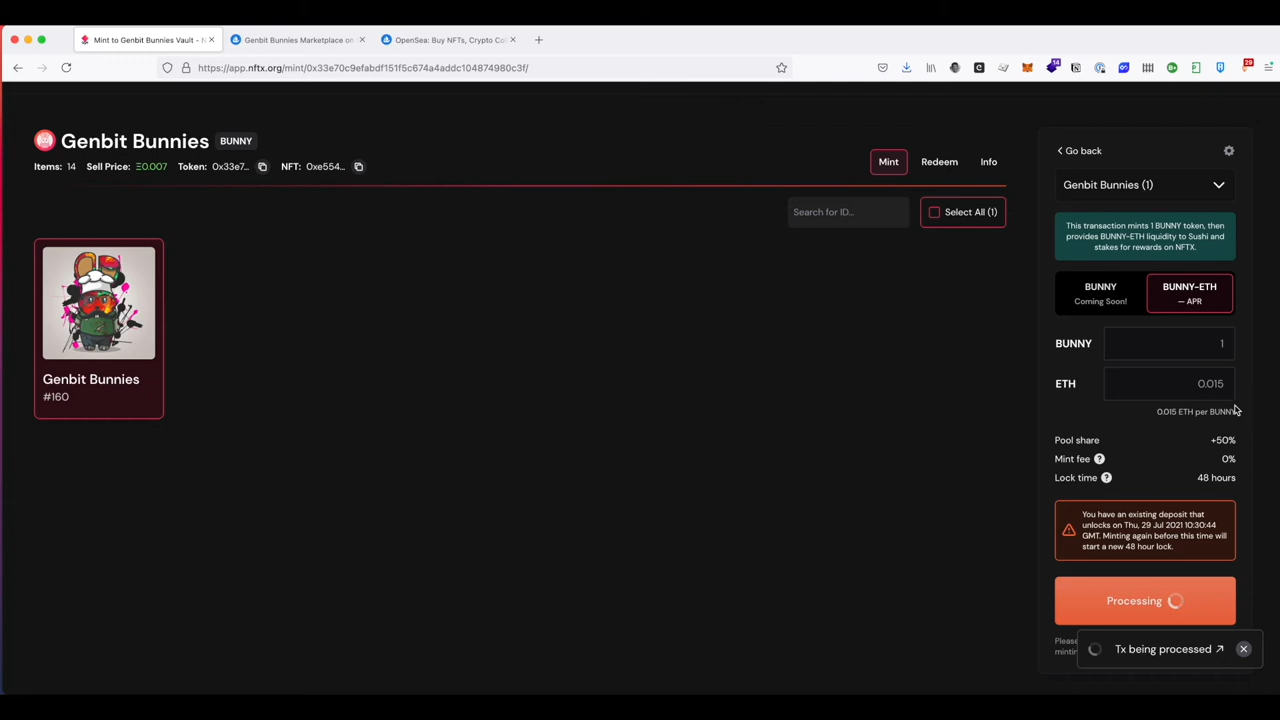 Mint to Genbit Bunnies Vault - N
Genbit Bunnies Marketplace on
OpenSea: Buy NFTs, Crypto Col
https://app.nftx.org/mint/0x33e70c9efabdf151f5c674a4addc104874980c3f/
14
29
Genbit Bunnies BUNNY
Items: 14 Sell Price: Ξ0.007 Token: 0x33e7... NFT: 0xe554...
Mint Redeem Info
Search for ID...
Select All (1)
Genbit Bunnies
#160
Go back
Genbit Bunnies (1)
This transaction mints 1 BUNNY token, then
provides BUNNY-ETH liquidity to Sushi and
stakes for rewards on NFTX.
BUNNY
Coming Soon!
BUNNY-ETH
— APR
BUNNY 1
ETH 0.015
0.015 ETH per BUNNY
Pool share +50%
Mint fee ? 0%
Lock time ? 48 hours
You have an existing deposit that
unlocks on Thu, 29 Jul 2021 10:30:44
GMT. Minting again before this time will
start a new 48 hour lock.
Processing
Please
Tx being processed